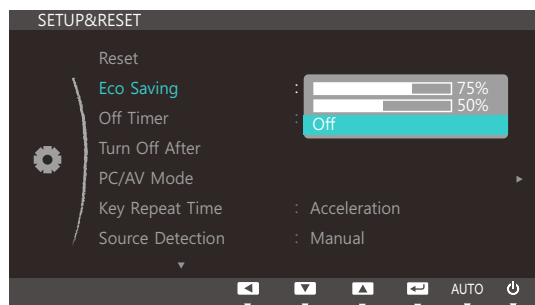 SETUP&RESET
Reset
Eco Saving :
75%
50%
Off Timer :
Off
Turn Off After
PC/AV Mode
Key Repeat Time : Acceleration
Source Detection : Manual
AUTO